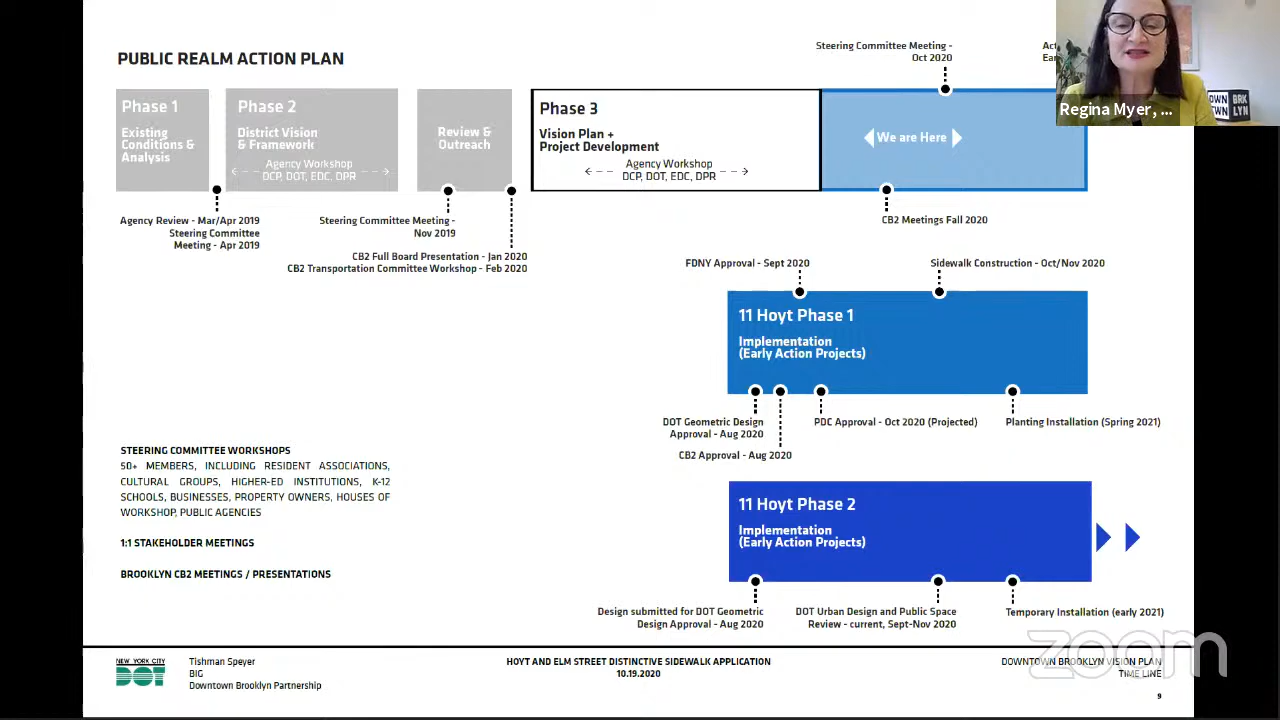 PUBLIC REALM ACTION PLAN
Steering Committee Meeting -
Oct 2020
Regina Myer, ...
Phase 1
Existing
Conditions &
Analysis
Phase 2
District Vision
& Framework
Agency Workshop
DCP, DOT, EDC, DPR
Review &
Outreach
Phase 3
Vision Plan +
Project Development
Agency Workshop
DCP, DOT, EDC, DPR
We are Here
Agency Review - Mar/Apr 2019
Steering Committee
Meeting - Apr 2019
Steering Committee Meeting -
Nov 2019
CB2 Full Board Presentation - Jan 2020
CB2 Transportation Committee Workshop - Feb 2020
CB2 Meetings Fall 2020
FDNY Approval - Sept 2020
Sidewalk Construction - Oct/Nov 2020
11 Hoyt Phase 1
Implementation
(Early Action Projects)
DOT Geometric Design
Approval - Aug 2020
CB2 Approval - Aug 2020
PDC Approval - Oct 2020 (Projected)
Planting Installation (Spring 2021)
STEERING COMMITTEE WORKSHOPS
50+ MEMBERS, INCLUDING RESIDENT ASSOCIATIONS,
CULTURAL GROUPS, HIGHER-ED INSTITUTIONS, K-12
SCHOOLS, BUSINESSES, PROPERTY OWNERS, HOUSES OF
WORKSHOP, PUBLIC AGENCIES
1:1 STAKEHOLDER MEETINGS
BROOKLYN CB2 MEETINGS / PRESENTATIONS
11 Hoyt Phase 2
Implementation
(Early Action Projects)
Design submitted for DOT Geometric
Design Approval - Aug 2020
DOT Urban Design and Public Space
Review - current, Sept-Nov 2020
Temporary Installation (early 2021)
NEW YORK CITY
DOT
Tishman Speyer
BIG
Downtown Brooklyn Partnership
HOYT AND ELM STREET DISTINCTIVE SIDEWALK APPLICATION
10.19.2020
DOWNTOWN BROOKLYN VISION PLAN
TIME LINE
9
zoom